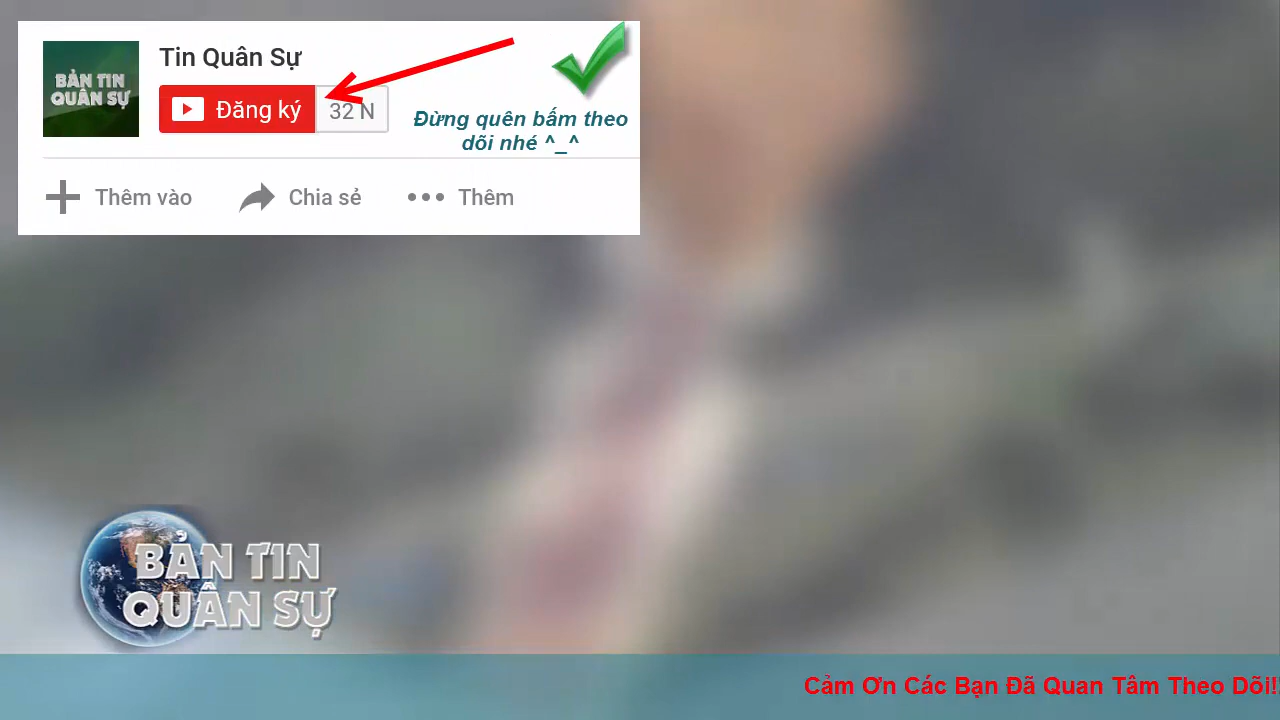 BẢN TIN
QUÂN SỰ
Tin Quân Sự
Đăng ký
32 N
Đừng quên bấm theo
dõi nhé ^_^
Thêm vào
Chia sẻ
Thêm
BẢN TIN
QUÂN SỰ
Cảm Ơn Các Bạn Đã Quan Tâm Theo Dõi!